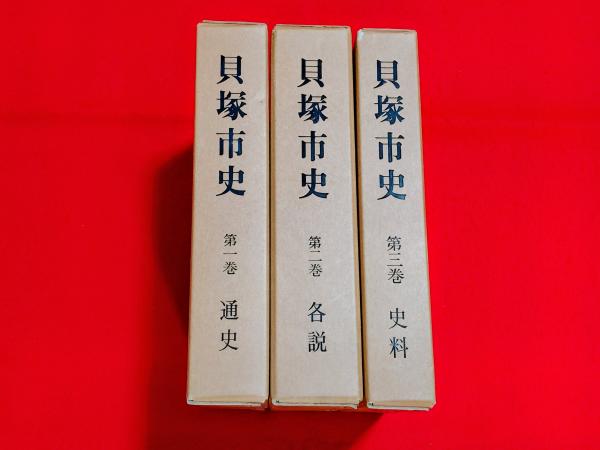 貝塚市史
第一巻
通史
貝塚市史
第二巻
各説
貝塚市史
第三巻
史料